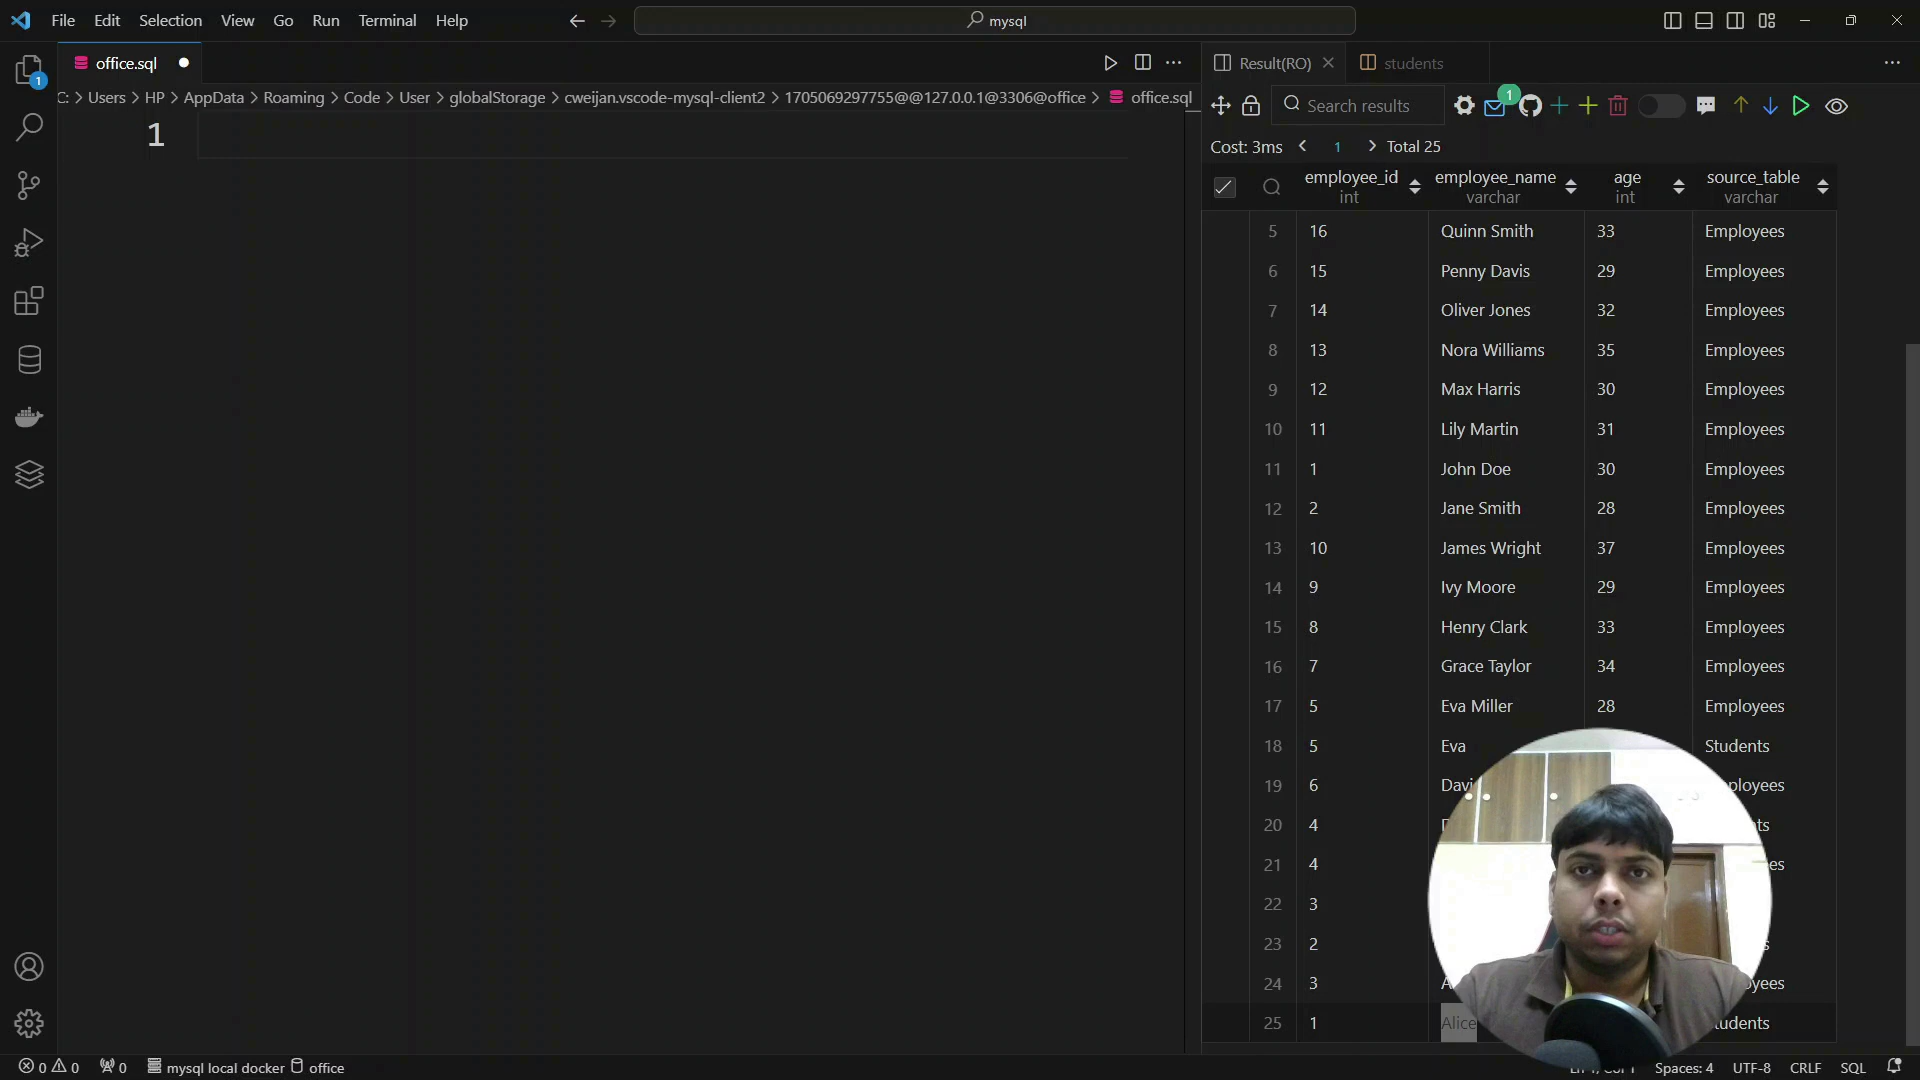 File Edit Selection View Go Run Terminal Help
mysql
1
office.sql
Result(RO)
students
C: > Users > HP > AppData > Roaming > Code > User > globalStorage > cweijan.vscode-mysql-client2 > 1705069297755@@127.0.0.1@3306@office > office.sql
1
Search results
1
Cost: 3ms < 1 > Total 25
employee_id employee_name age source_table
int varchar int varchar
5 16 Quinn Smith 33 Employees
6 15 Penny Davis 29 Employees
7 14 Oliver Jones 32 Employees
8 13 Nora Williams 35 Employees
9 12 Max Harris 30 Employees
10 11 Lily Martin 31 Employees
11 1 John Doe 30 Employees
12 2 Jane Smith 28 Employees
13 10 James Wright 37 Employees
14 9 Ivy Moore 29 Employees
15 8 Henry Clark 33 Employees
16 7 Grace Taylor 34 Employees
17 5 Eva Miller 28 Employees
18 5 Eva Students
19 6
20 4
21 4
22 3
23 2
24 3
25 1 Alice
0 0 0 mysql local docker office
Spaces: 4 UTF-8 CRLF SQL